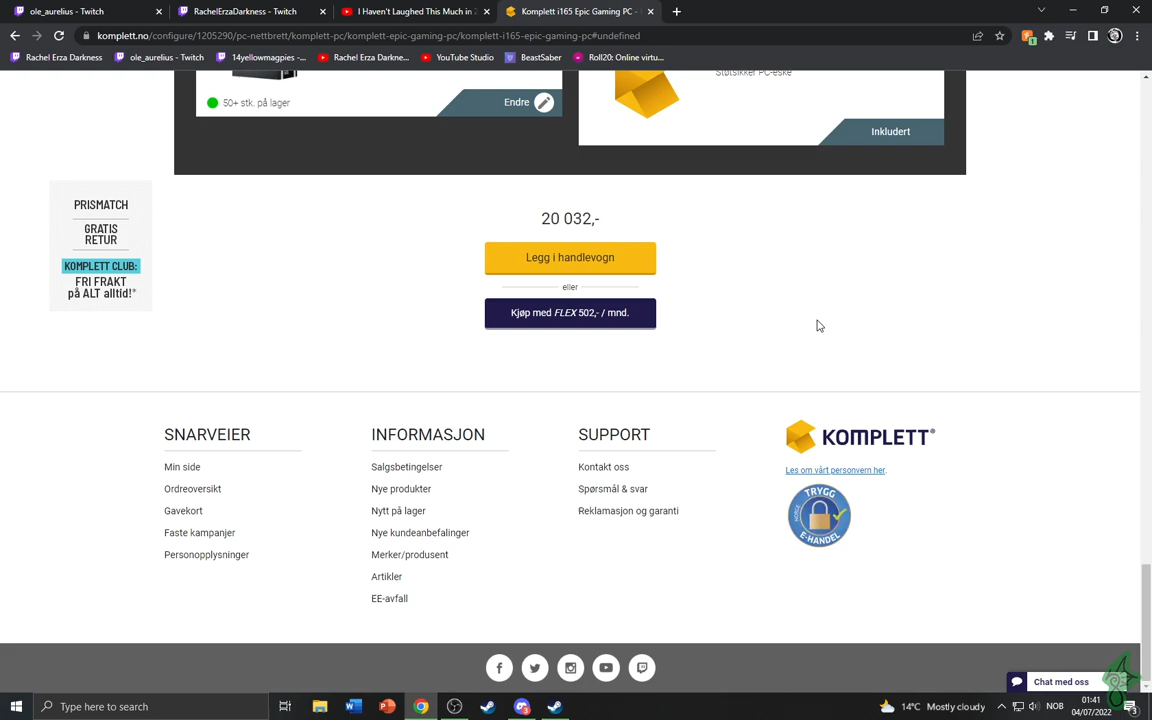 ole_aurelius - Twitch
RachelErzaDarkness - Twitch
I Haven't Laughed This Much in 
Komplett i165 Epic Gaming PC -
komplett.no/configure/1205290/pc-nettbrett/komplett-pc/komplett-epic-gaming-pc/komplett-i165-epic-gaming-pc#undefined
Rachel Erza Darkness
ole_aurelius - Twitch
14yellowmagpies -...
Rachel Erza Darkne...
YouTube Studio
BeastSaber
Roll20: Online virtu...
Støtsikker PC-eske
50+ stk. på lager
Endre
Inkludert
PRISMATCH
GRATIS
RETUR
KOMPLETT CLUB:
FRI FRAKT
på ALT alltid!*
20 032,-
Legg i handlevogn
eller
Kjøp med FLEX 502,- / mnd.
SNARVEIER
Min side
Ordreoversikt
Gavekort
Faste kampanjer
Personopplysninger
INFORMASJON
Salgsbetingelser
Nye produkter
Nytt på lager
Nye kundeanbefalinger
Merker/produsent
Artikler
EE-avfall
SUPPORT
Kontakt oss
Spørsmål & svar
Reklamasjon og garanti
KOMPLETT®
Les om vårt personvern her.
TRYGG
NORGE
E-HANDEL
Chat med oss
Type here to search
14°C Mostly cloudy
NOB
01:41
04/07/2022
3